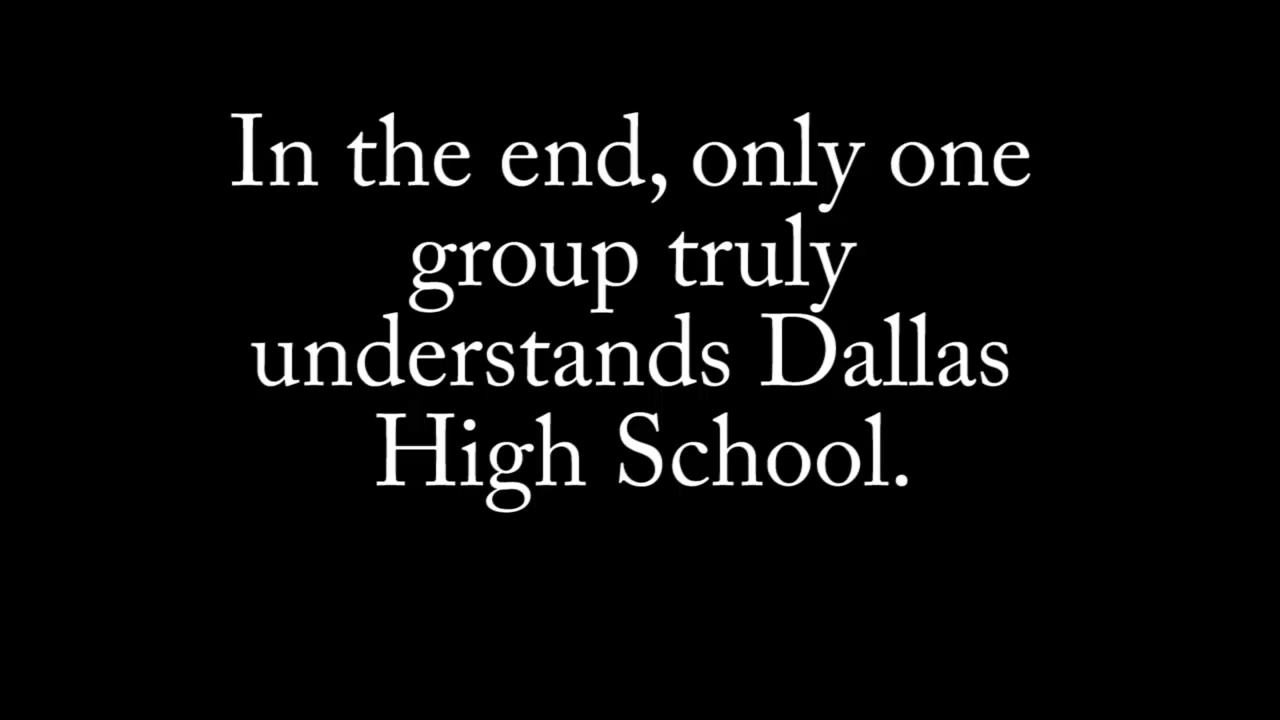 In the end, only one
group truly
understands Dallas
High School.